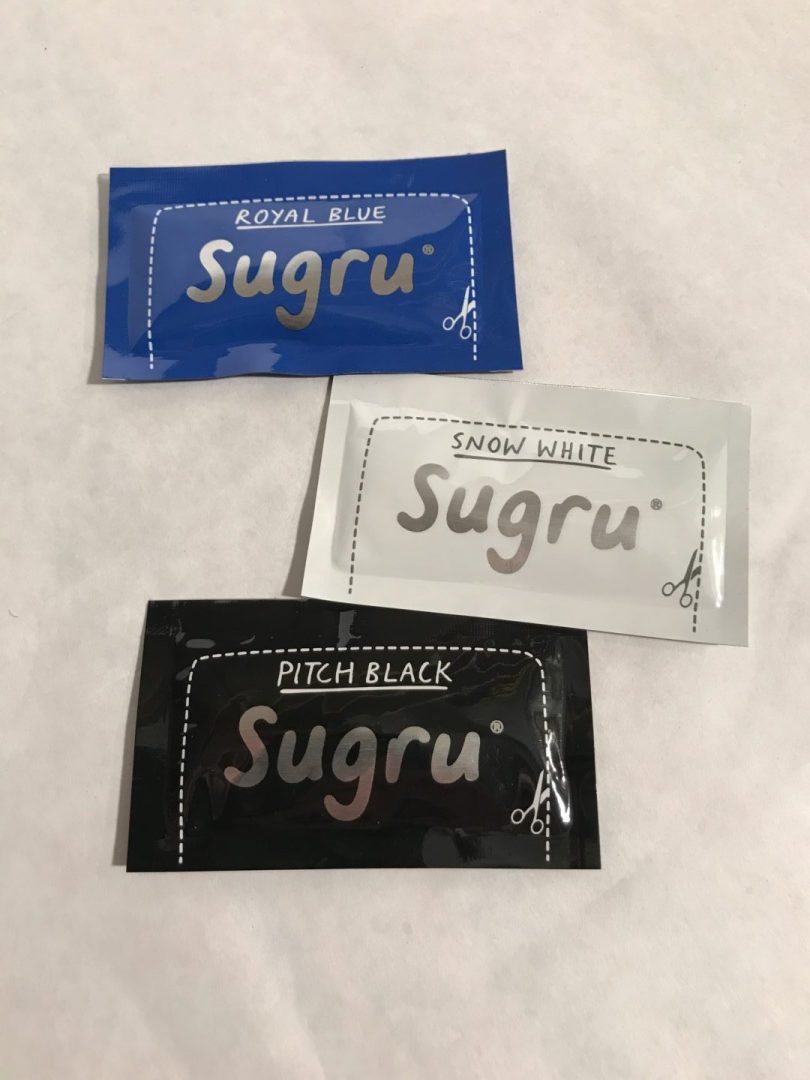 ROYAL BLUE
Sugru®
SNOW WHITE
Sugru®
PITCH BLACK
Sugru®